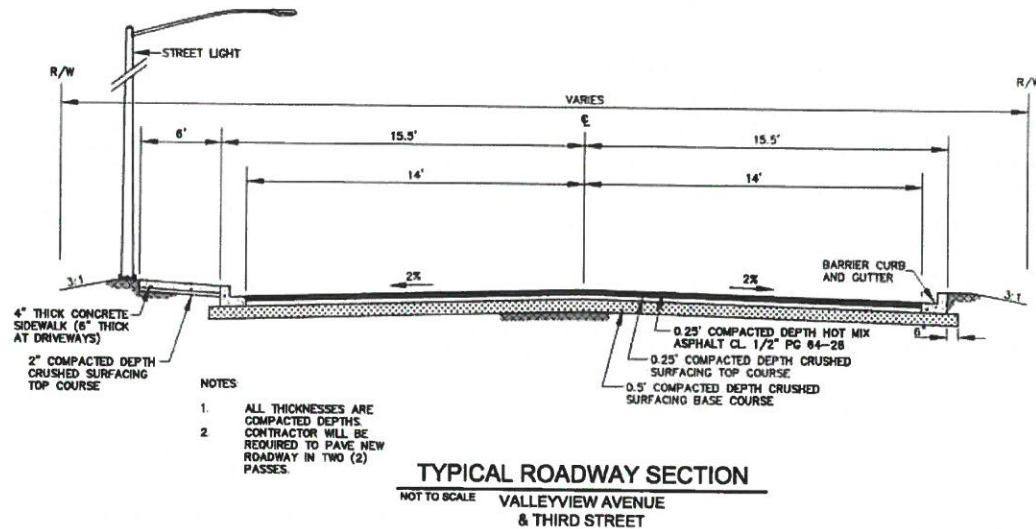 STREET LIGHT
R/W
R/W
VARIES
℄
6'
15.5'
15.5'
14'
14'
3:1
2%
2%
BARRIER CURB
AND GUTTER
3:1
4" THICK CONCRETE
SIDEWALK (6" THICK
AT DRIVEWAYS)
2" COMPACTED DEPTH
CRUSHED SURFACING
TOP COURSE
6"
0.25' COMPACTED DEPTH HOT MIX
ASPHALT CL. 1/2" PG 64-28
0.25' COMPACTED DEPTH CRUSHED
SURFACING TOP COURSE
0.5' COMPACTED DEPTH CRUSHED
SURFACING BASE COURSE
NOTES
1. ALL THICKNESSES ARE
COMPACTED DEPTHS.
2 CONTRACTOR WILL BE
REQUIRED TO PAVE NEW
ROADWAY IN TWO (2)
PASSES.
TYPICAL ROADWAY SECTION
NOT TO SCALE VALLEYVIEW AVENUE
& THIRD STREET